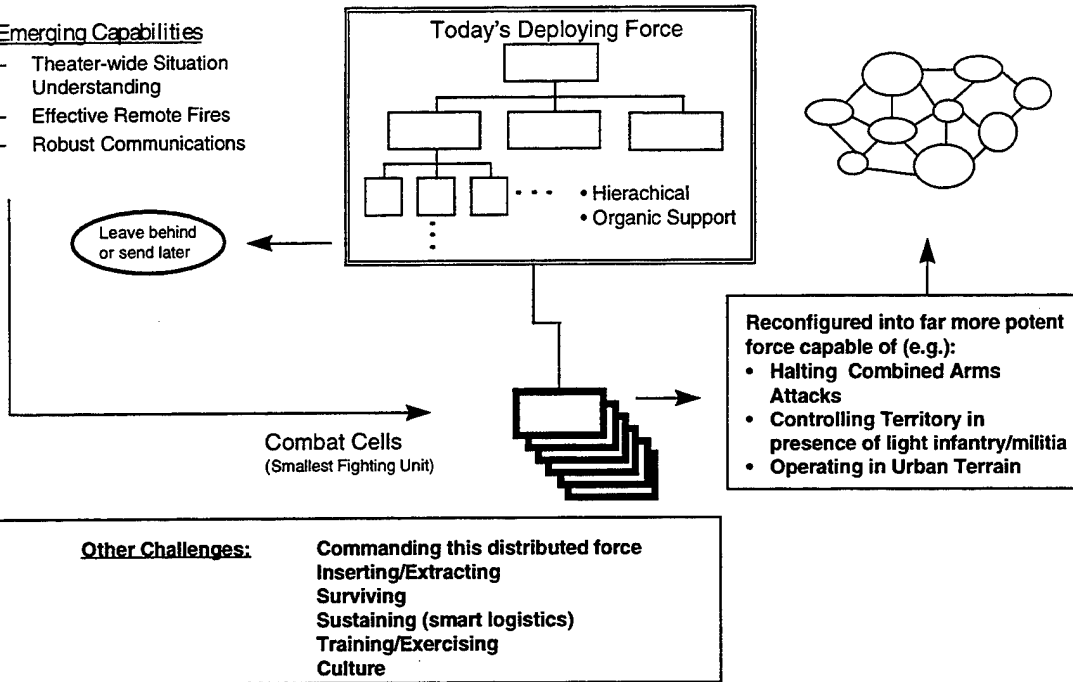 Emerging Capabilities
– Theater-wide Situation
Understanding
– Effective Remote Fires
– Robust Communications
Today's Deploying Force
• Hierachical
• Organic Support
Leave behind
or send later
Combat Cells
(Smallest Fighting Unit)
Reconfigured into far more potent
force capable of (e.g.):
• Halting Combined Arms
Attacks
• Controlling Territory in
presence of light infantry/militia
• Operating in Urban Terrain
Other Challenges: Commanding this distributed force
Inserting/Extracting
Surviving
Sustaining (smart logistics)
Training/Exercising
Culture